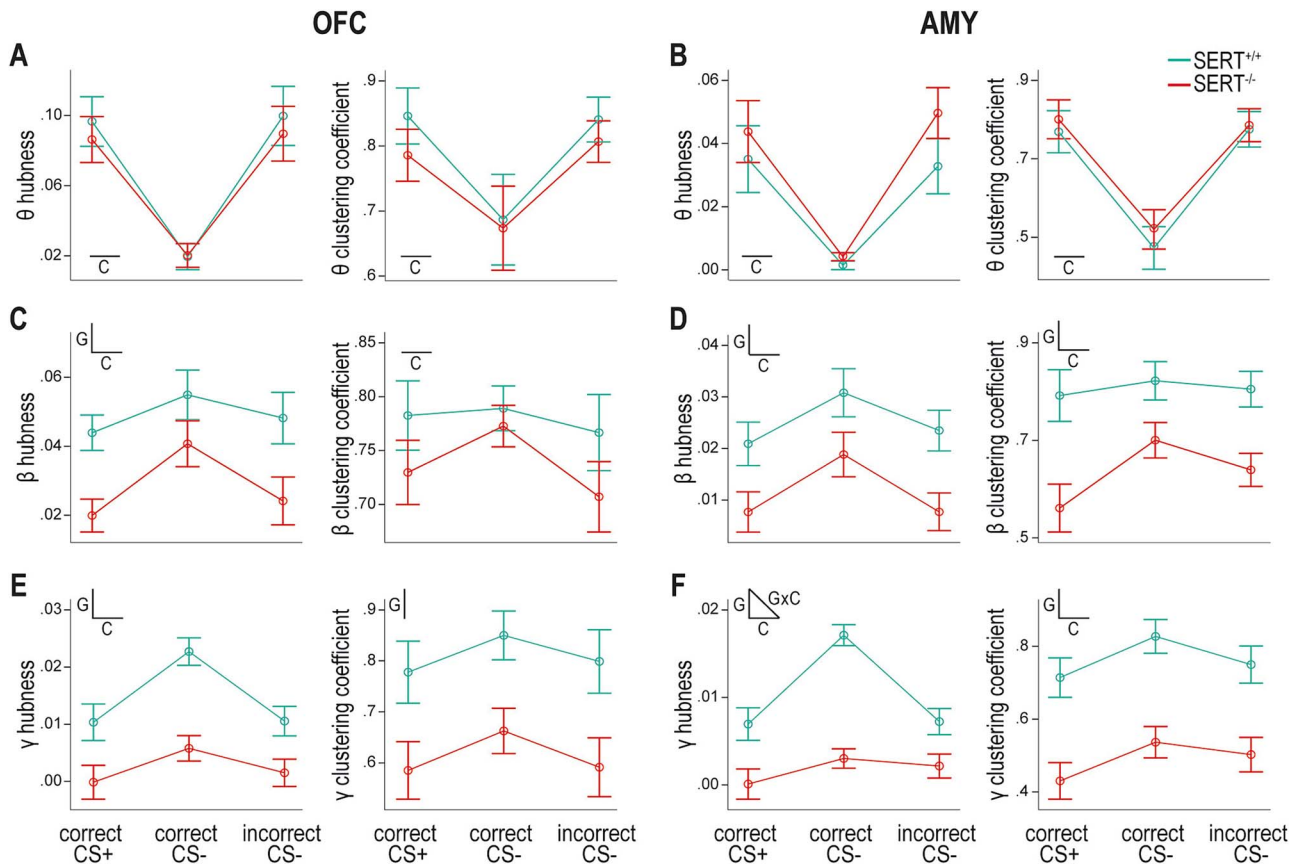 OFC
AMY
A
θ hubness
.10
.06
.02
C
θ clustering coefficient
.9
.8
.7
.6
C
B
θ hubness
.06
.04
.02
.00
C
SERT+/+
SERT-/-
θ clustering coefficient
.9
.7
.5
C
C
β hubness
.06
.04
.02
G
C
β clustering coefficient
.85
.80
.75
.70
C
D
β hubness
.04
.03
.02
.01
G
C
β clustering coefficient
.9
.7
.5
G
C
E
γ hubness
.03
.02
.01
.00
G
C
γ clustering coefficient
.9
.8
.7
.6
G
F
γ hubness
.02
.01
.00
G
GxC
C
γ clustering coefficient
.8
.6
.4
G
C
correct correct incorrect
CS+ CS- CS-
correct correct incorrect
CS+ CS- CS-
correct correct incorrect
CS+ CS- CS-
correct correct incorrect
CS+ CS- CS-